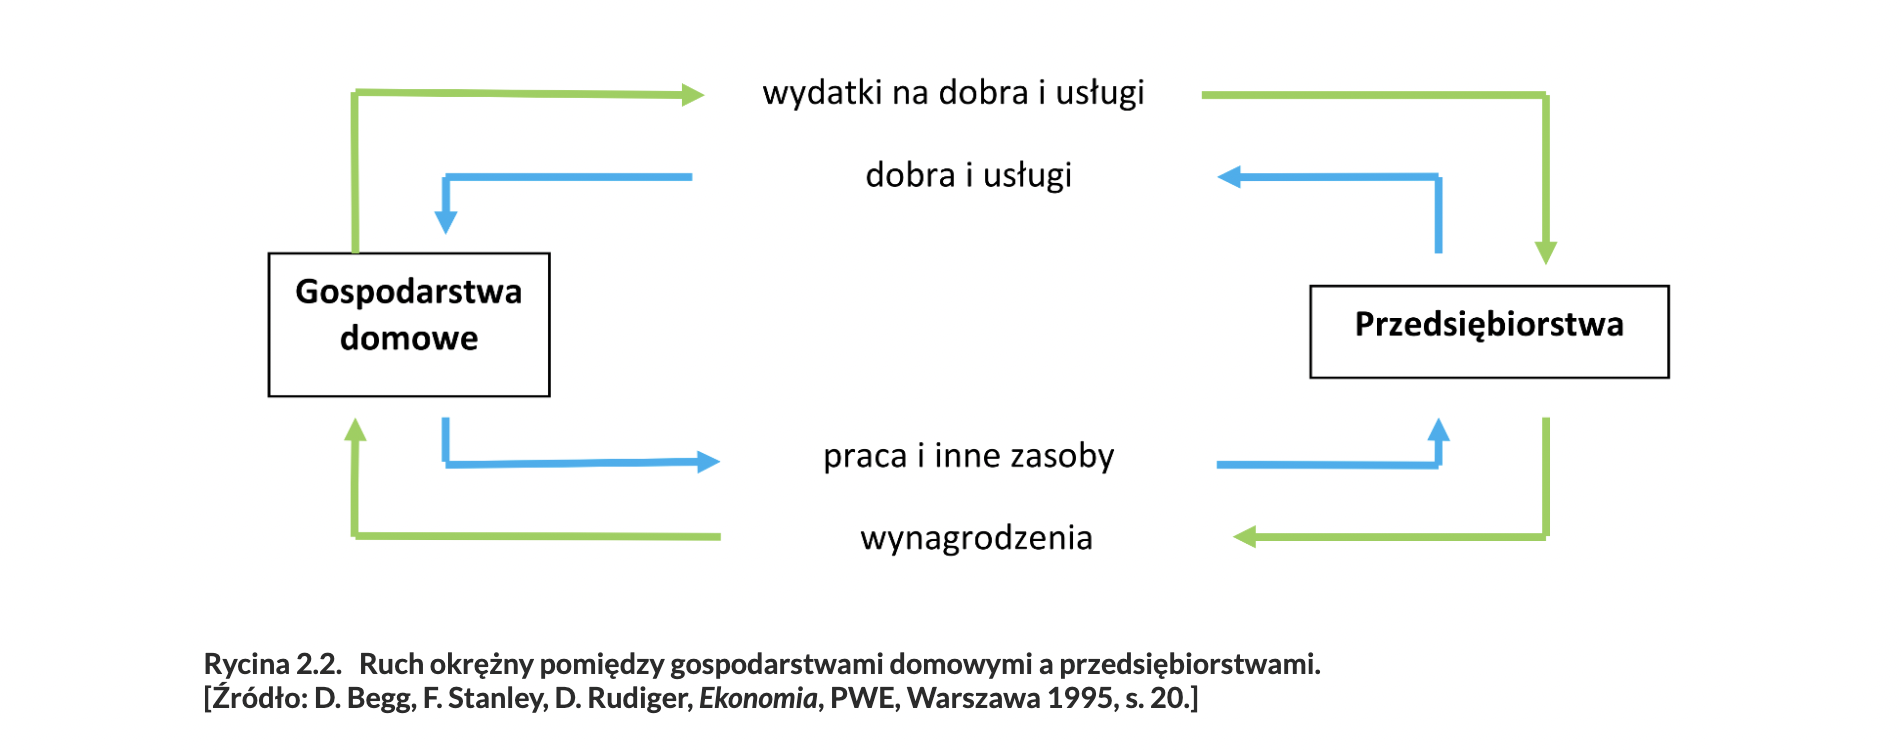 wydatki na dobra i usługi
dobra i usługi
Gospodarstwa
domowe
Przedsiębiorstwa
praca i inne zasoby
wynagrodzenia
Rycina 2.2. Ruch okrężny pomiędzy gospodarstwami domowymi a przedsiębiorstwami.
[Źródło: D. Begg, F. Stanley, D. Rudiger, Ekonomia, PWE, Warszawa 1995, s. 20.]